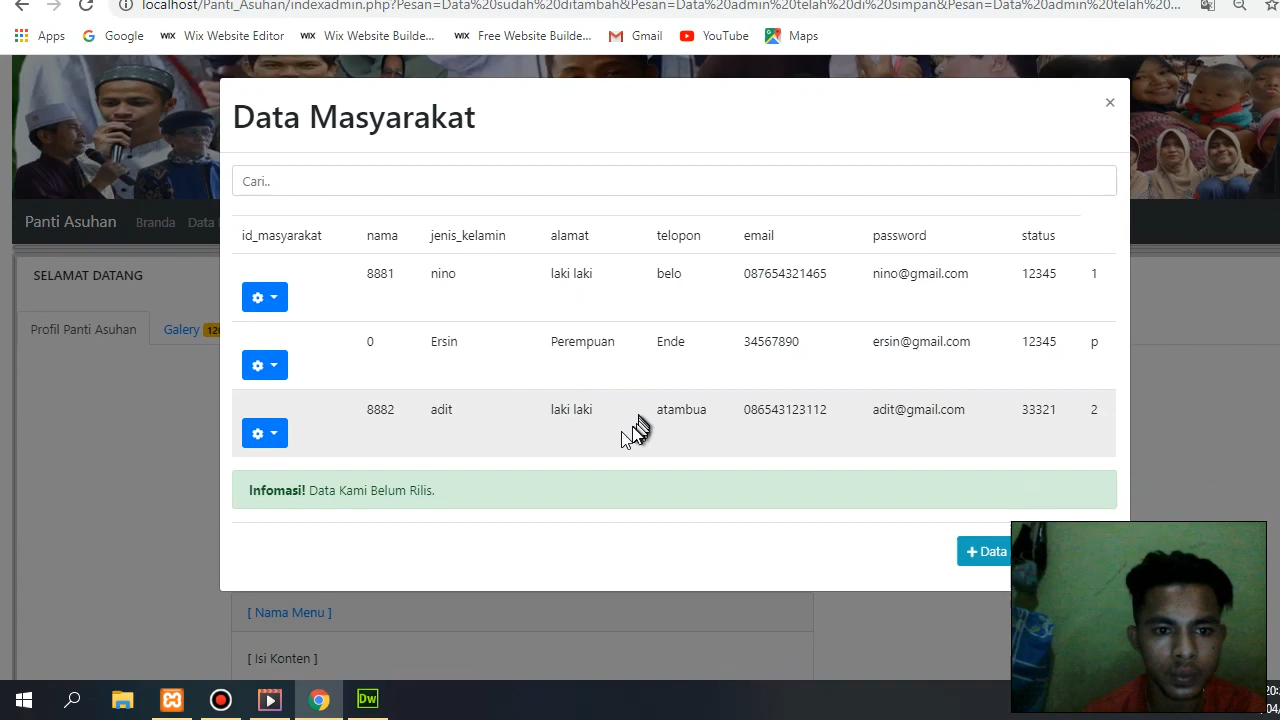 localhost/Panti_Asuhan/indexadmin.php?Pesan=Data%20sudah%20ditambah&Pesan=Data%20admin%20telah%20di%20simpan&Pesan=Data%20admin%20telah%20...
Apps Google Wix Website Editor Wix Website Builde... Free Website Builde... Gmail YouTube Maps
Data Masyarakat ×
Cari..
Panti Asuhan Branda Data
id_masyarakat nama jenis_kelamin alamat telopon email password status
SELAMAT DATANG
8881 nino laki laki belo 087654321465 nino@gmail.com 12345 1
Profil Panti Asuhan Galery
0 Ersin Perempuan Ende 34567890 ersin@gmail.com 12345 p
8882 adit laki laki atambua 086543123112 adit@gmail.com 33321 2
Infomasi! Data Kami Belum Rilis.
+ Data
[ Nama Menu ]
[ Isi Konten ]
Dw